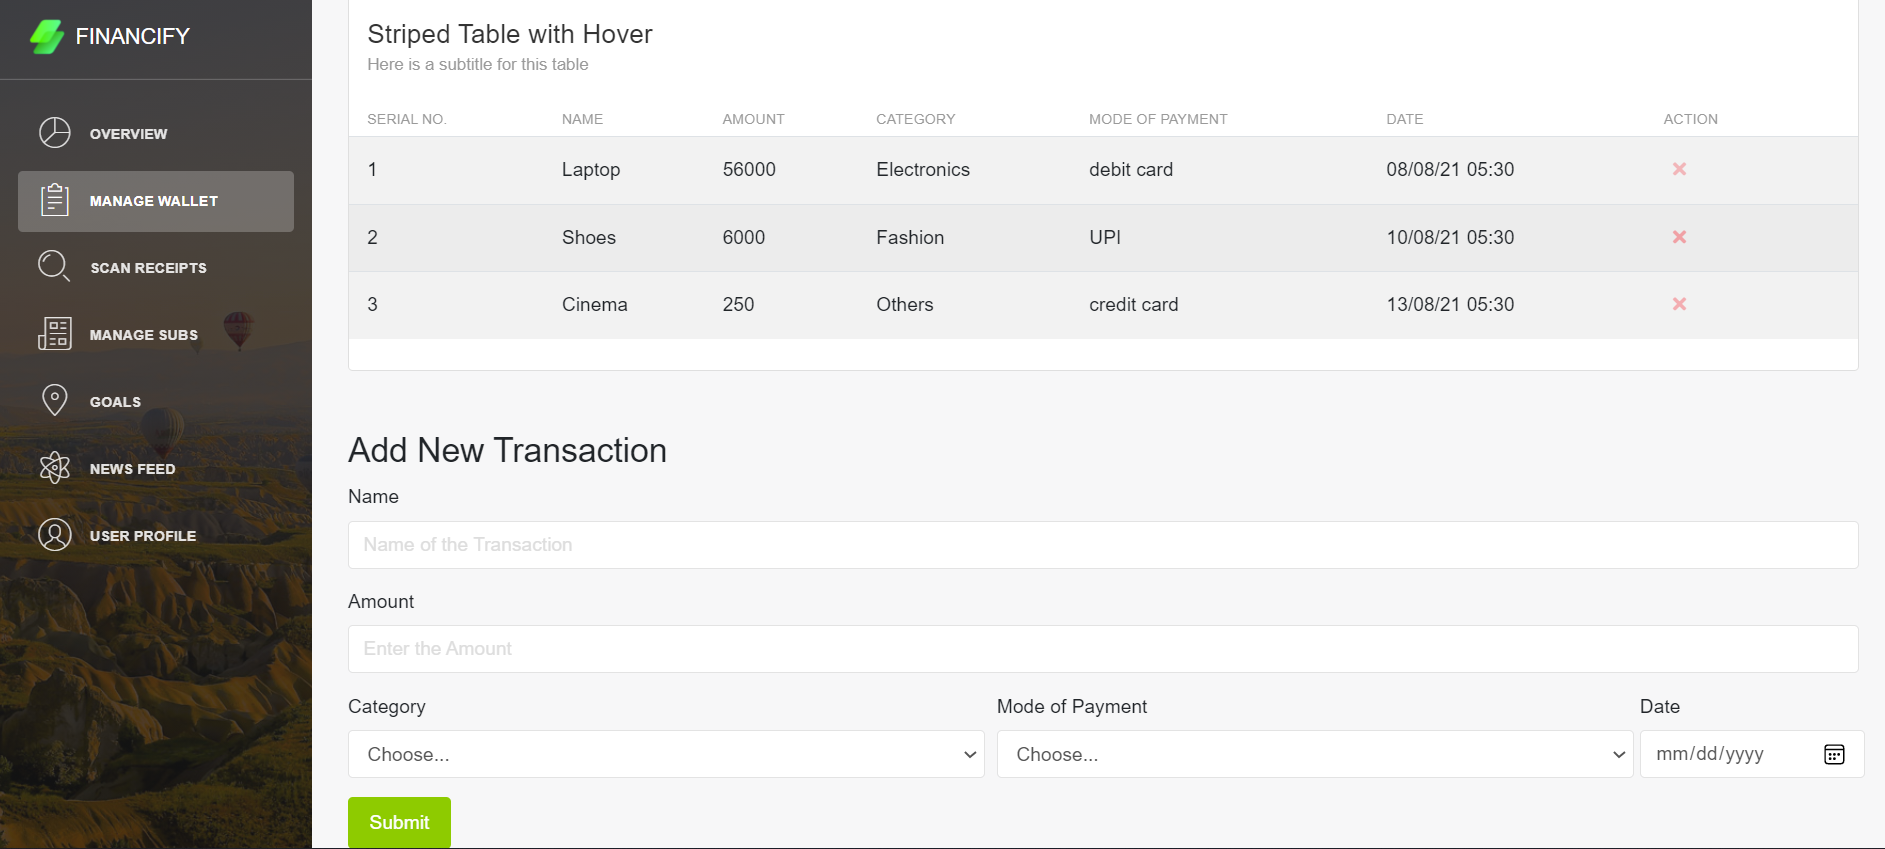 FINANCIFY
OVERVIEW
MANAGE WALLET
SCAN RECEIPTS
MANAGE SUBS
GOALS
NEWS FEED
USER PROFILE
Striped Table with Hover
Here is a subtitle for this table
SERIAL NO. NAME AMOUNT CATEGORY MODE OF PAYMENT DATE ACTION
1 Laptop 56000 Electronics debit card 08/08/21 05:30
2 Shoes 6000 Fashion UPI 10/08/21 05:30
3 Cinema 250 Others credit card 13/08/21 05:30
Add New Transaction
Name
Name of the Transaction
Amount
Enter the Amount
Category Mode of Payment Date
Choose... Choose... mm/dd/yyyy
Submit